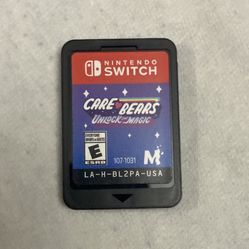 NINTENDO
SWITCH
CARE BEARS
UNLOCK THE MAGIC
EVERYONE
E
ESRB
107-1031
M
LA-H-BL2PA-USA